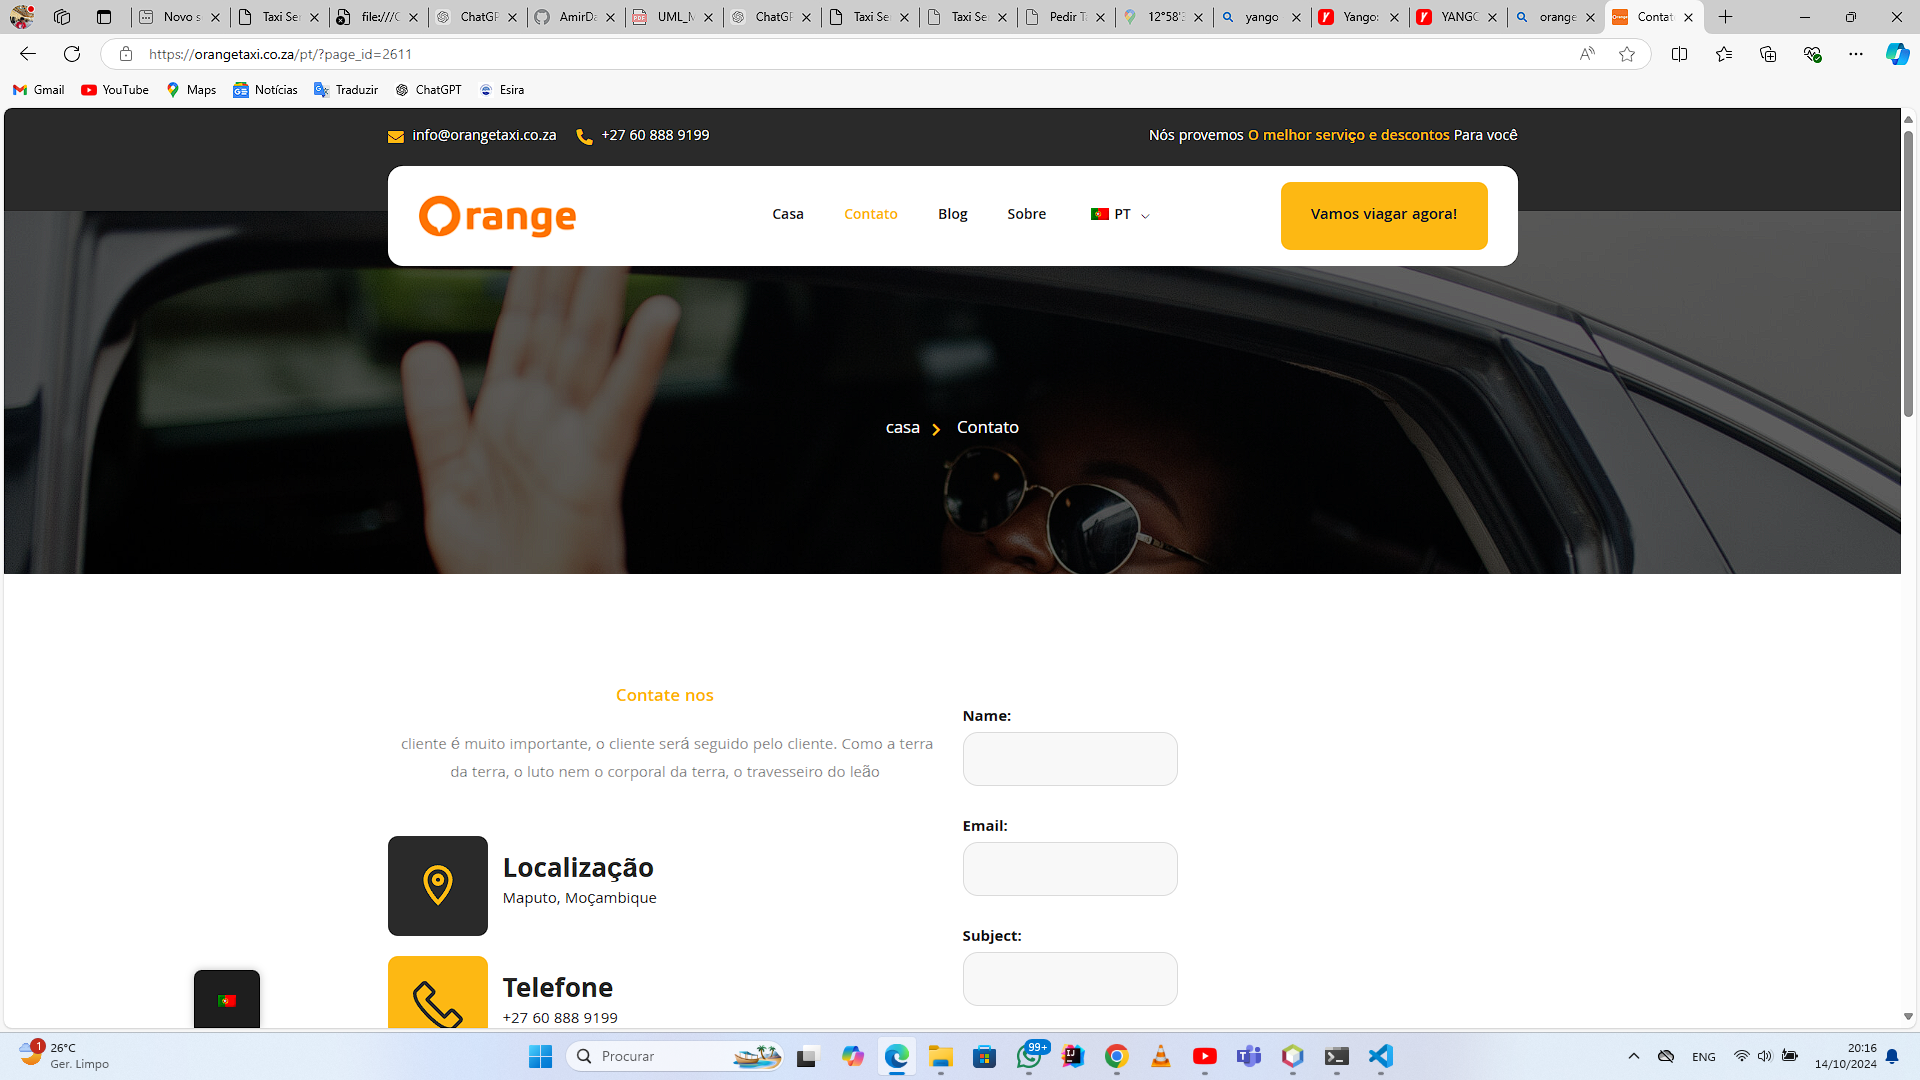 Novo s
Taxi Se
file:///C
ChatGP
AmirDa
UML_M
ChatGP
Taxi Se
Taxi Se
Pedir T
12°58'
yango
Yango
YANGO
orange
Contat
https://orangetaxi.co.za/pt/?page_id=2611
Gmail
YouTube
Maps
Notícias
Traduzir
ChatGPT
Esira
info@orangetaxi.co.za
+27 60 888 9199
Nós provemos O melhor serviço e descontos Para você
Orange
Casa
Contato
Blog
Sobre
PT
Vamos viagar agora!
casa
Contato
Contate nos
cliente é muito importante, o cliente será seguido pelo cliente. Como a terra
da terra, o luto nem o corporal da terra, o travesseiro do leão
Name:
Email:
Subject:
Localização
Maputo, Moçambique
Telefone
+27 60 888 9199
1
26°C
Ger. Limpo
Procurar
99+
ENG
20:16
14/10/2024